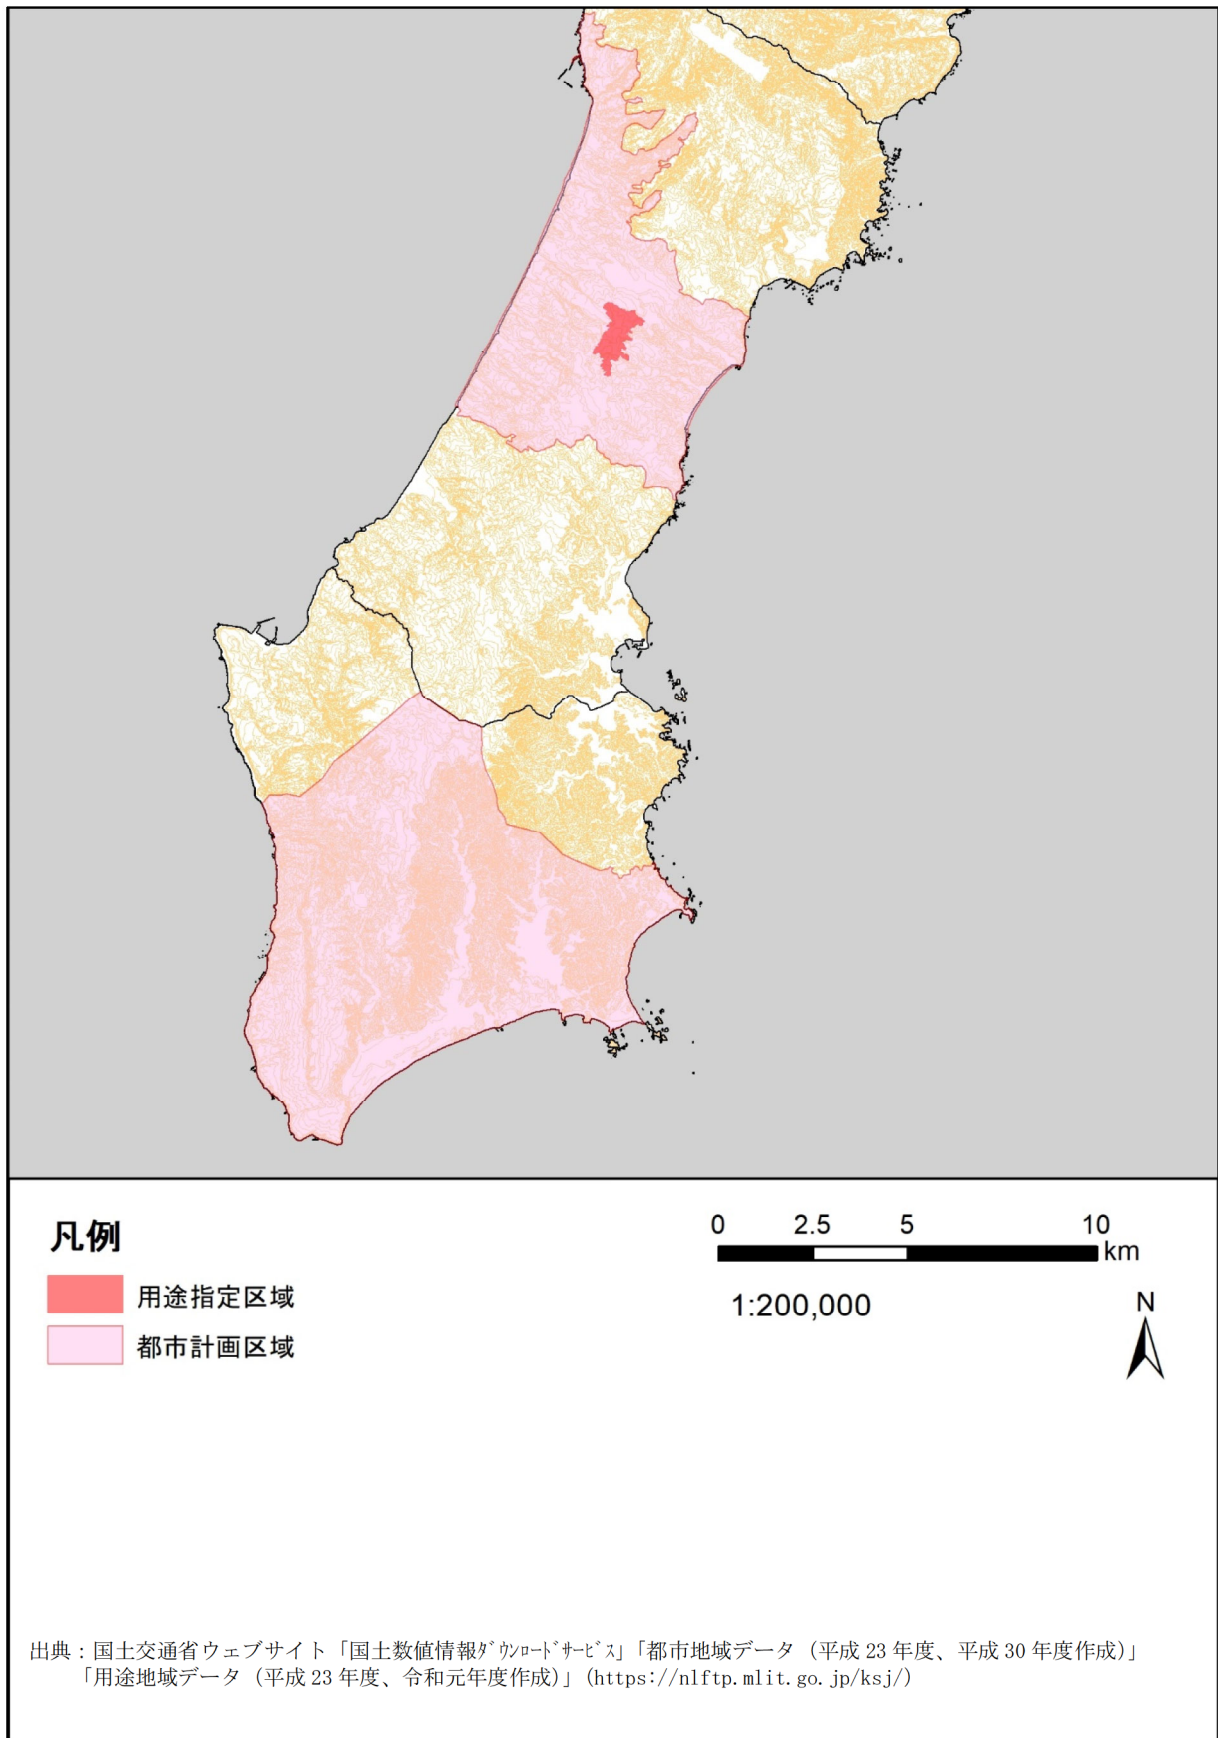 凡例
用途指定区域
都市計画区域
0 2.5 5 10
km
1:200,000
N
出典：国土交通省ウェブサイト「国土数値情報ﾀﾞｳﾝﾛｰﾄﾞｻｰﾋﾞｽ」「都市地域データ（平成 23 年度、平成 30 年度作成）」
「用途地域データ（平成 23 年度、令和元年度作成）」（https://nlftp.mlit.go.jp/ksj/）